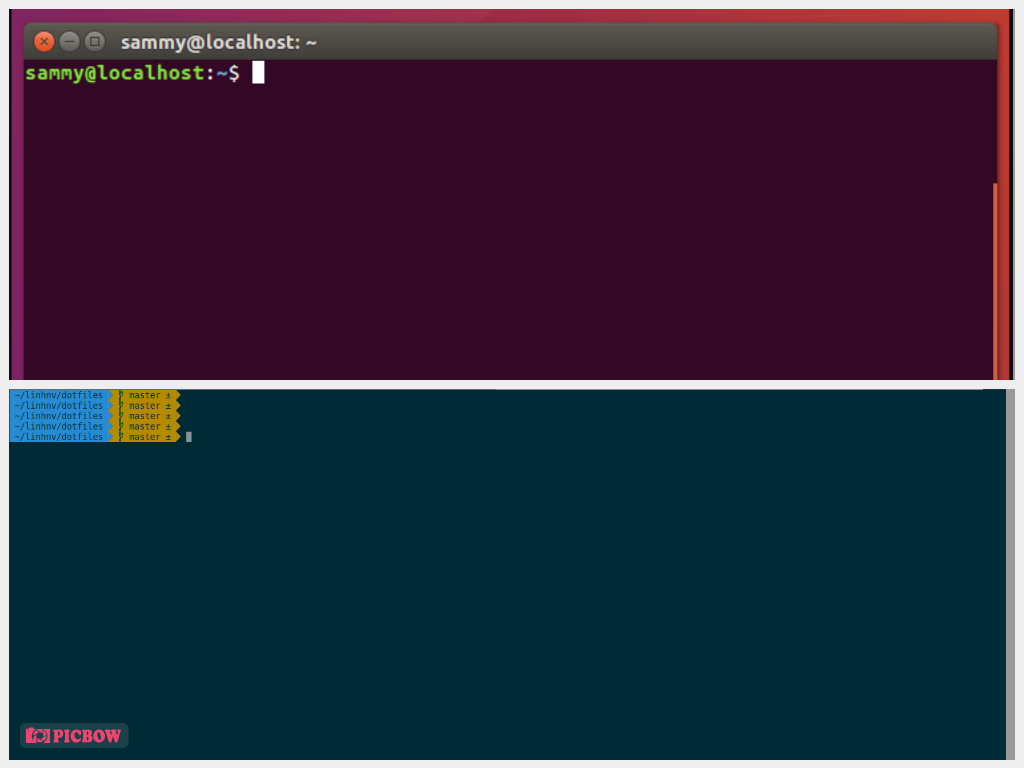 sammy@localhost: ~
sammy@localhost:~$
~/linhnv/dotfiles master ±
~/linhnv/dotfiles master ±
~/linhnv/dotfiles master ±
~/linhnv/dotfiles master ±
~/linhnv/dotfiles master ±
PICBOW